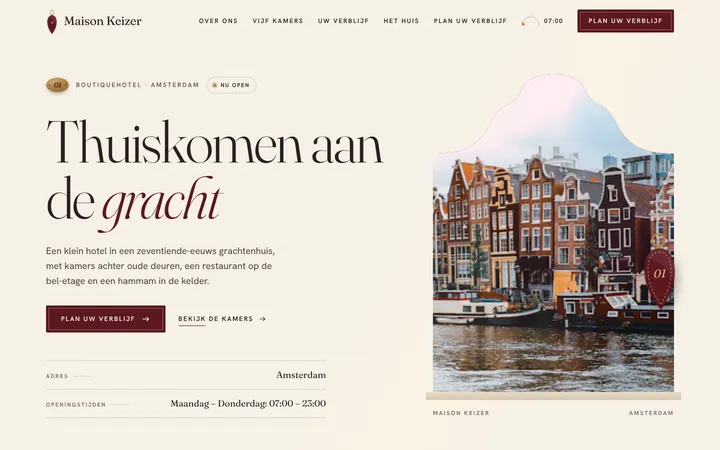 Maison Keizer
OVER ONS
VIJF KAMERS
UW VERBLIJF
HET HUIS
PLAN UW VERBLIJF
07:00
PLAN UW VERBLIJF
01
BOUTIQUEHOTEL · AMSTERDAM
NU OPEN
Thuiskomen aan
de gracht
Een klein hotel in een zeventiende-eeuws grachtenhuis,
met kamers achter oude deuren, een restaurant op de
bel-etage en een hammam in de kelder.
PLAN UW VERBLIJF →
BEKIJK DE KAMERS →
01
ADRES
Amsterdam
OPENINGSTIJDEN
Maandag – Donderdag: 07:00 – 23:00
MAISON KEIZER
AMSTERDAM